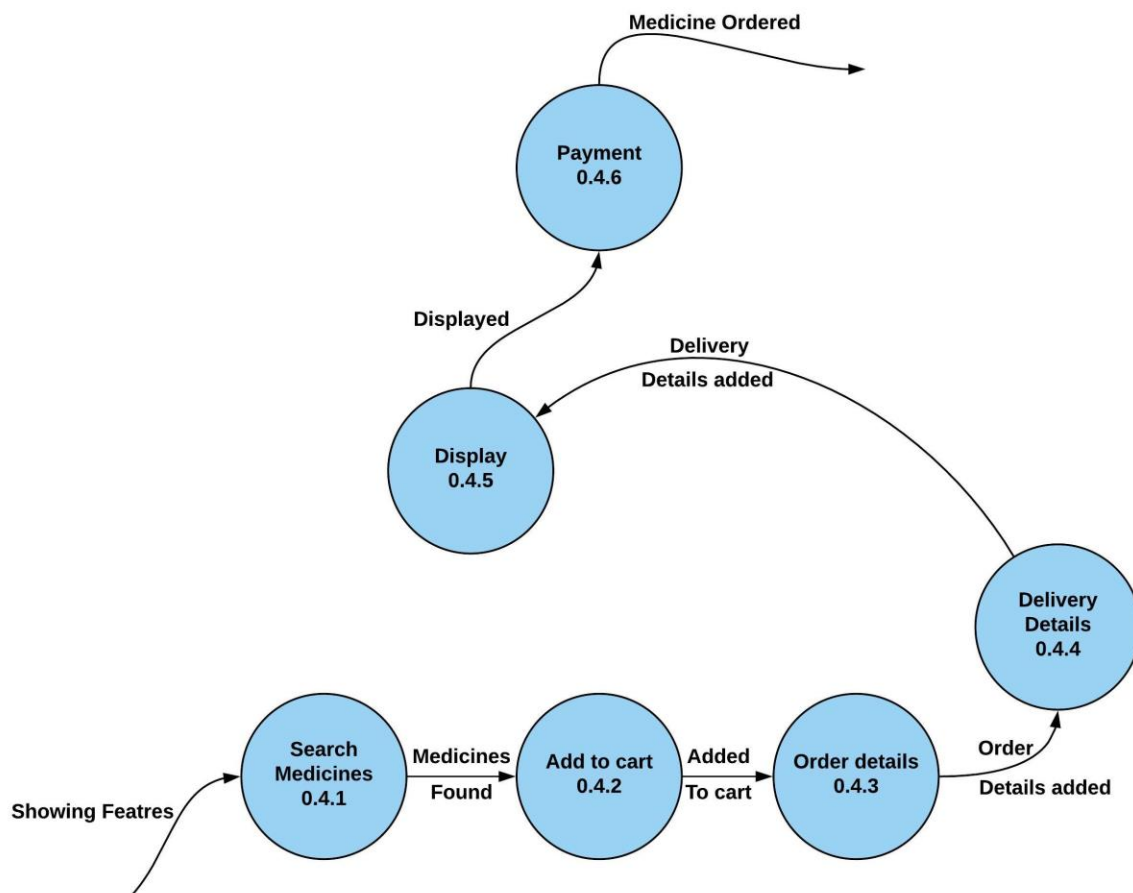 Medicine Ordered
Payment
0.4.6
Displayed
Delivery
Details added
Display
0.4.5
Delivery
Details
0.4.4
Search
Medicines
0.4.1
Medicines
Found
Add to cart
0.4.2
Added
To cart
Order details
0.4.3
Order
Details added
Showing Featres